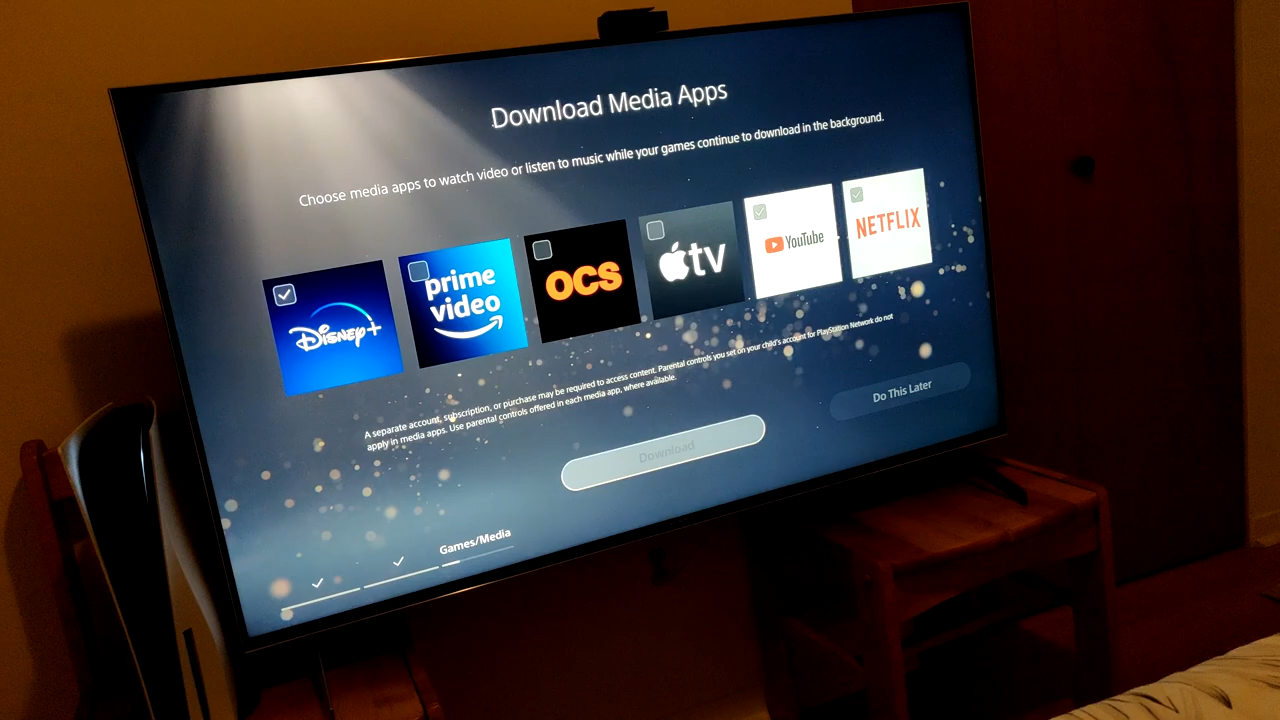 Download Media Apps
Choose media apps to watch video or listen to music while your games continue to download in the background.
Disney+
prime video
OCS
tv
YouTube
NETFLIX
A separate account, subscription, or purchase may be required to access content. Parental controls you set on your child's account for PlayStation Network do not
apply in media apps. Use parental controls offered in each media app, where available.
Download
Do This Later
Games/Media